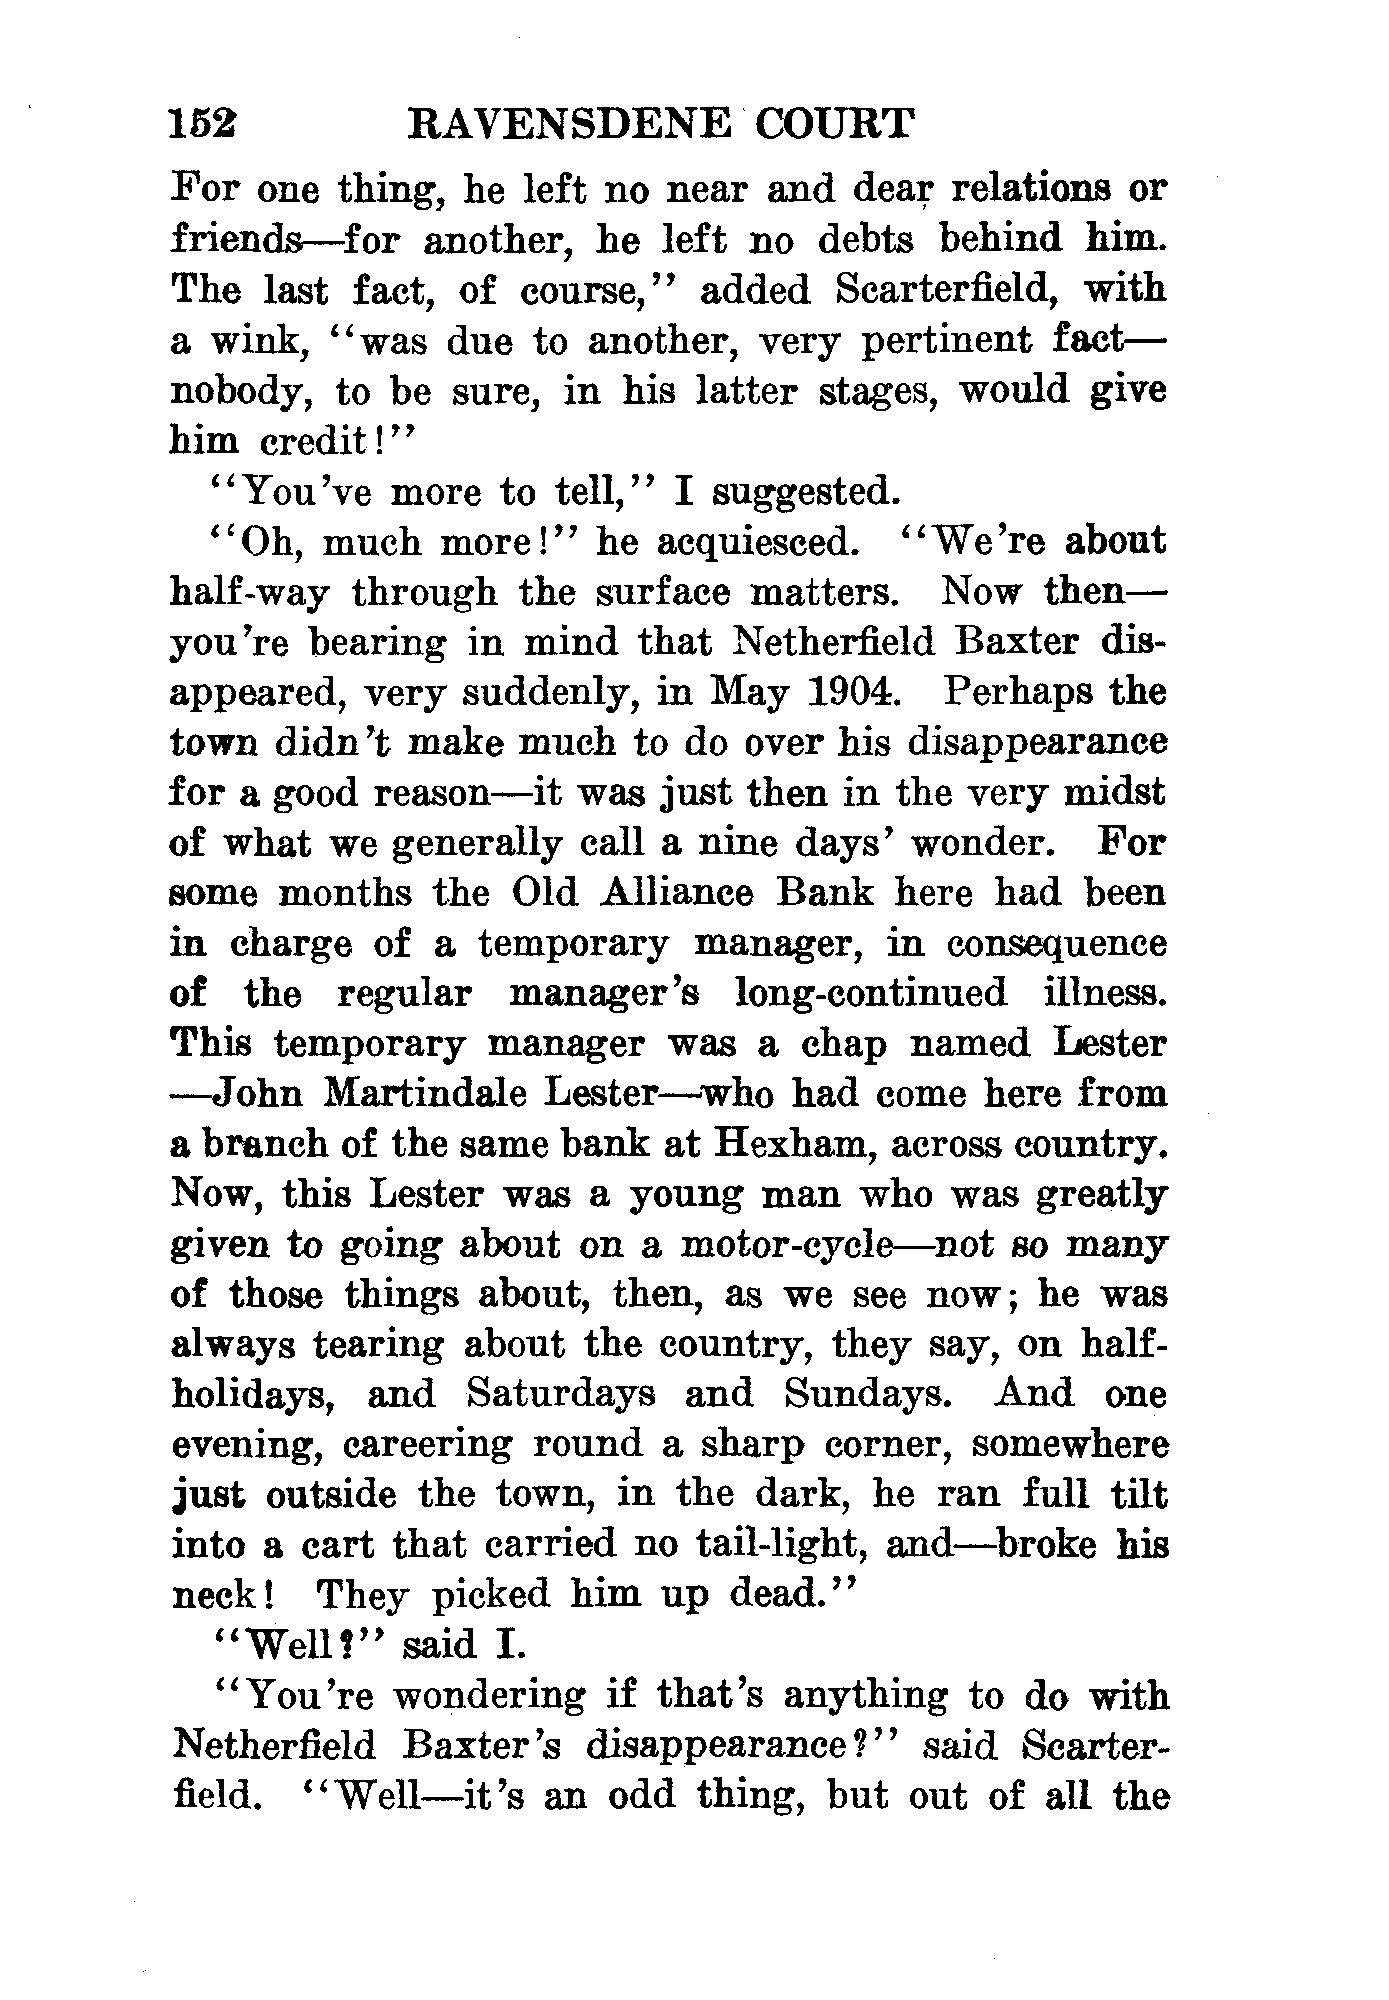 152 RAVENSDENE COURT
For one thing, he left no near and dear relations or
friends—for another, he left no debts behind him.
The last fact, of course," added Scarterfield, with
a wink, "was due to another, very pertinent fact—
nobody, to be sure, in his latter stages, would give
him credit!"
"You've more to tell," I suggested.
"Oh, much more!" he acquiesced. "We're about
half-way through the surface matters. Now then—
you're bearing in mind that Netherfield Baxter dis-
appeared, very suddenly, in May 1904. Perhaps the
town didn't make much to do over his disappearance
for a good reason—it was just then in the very midst
of what we generally call a nine days' wonder. For
some months the Old Alliance Bank here had been
in charge of a temporary manager, in consequence
of the regular manager's long-continued illness.
This temporary manager was a chap named Lester
—John Martindale Lester—who had come here from
a branch of the same bank at Hexham, across country.
Now, this Lester was a young man who was greatly
given to going about on a motor-cycle—not so many
of those things about, then, as we see now; he was
always tearing about the country, they say, on half-
holidays, and Saturdays and Sundays. And one
evening, careering round a sharp corner, somewhere
just outside the town, in the dark, he ran full tilt
into a cart that carried no tail-light, and—broke his
neck! They picked him up dead."
"Well?" said I.
"You're wondering if that's anything to do with
Netherfield Baxter's disappearance?" said Scarter-
field. "Well—it's an odd thing, but out of all the